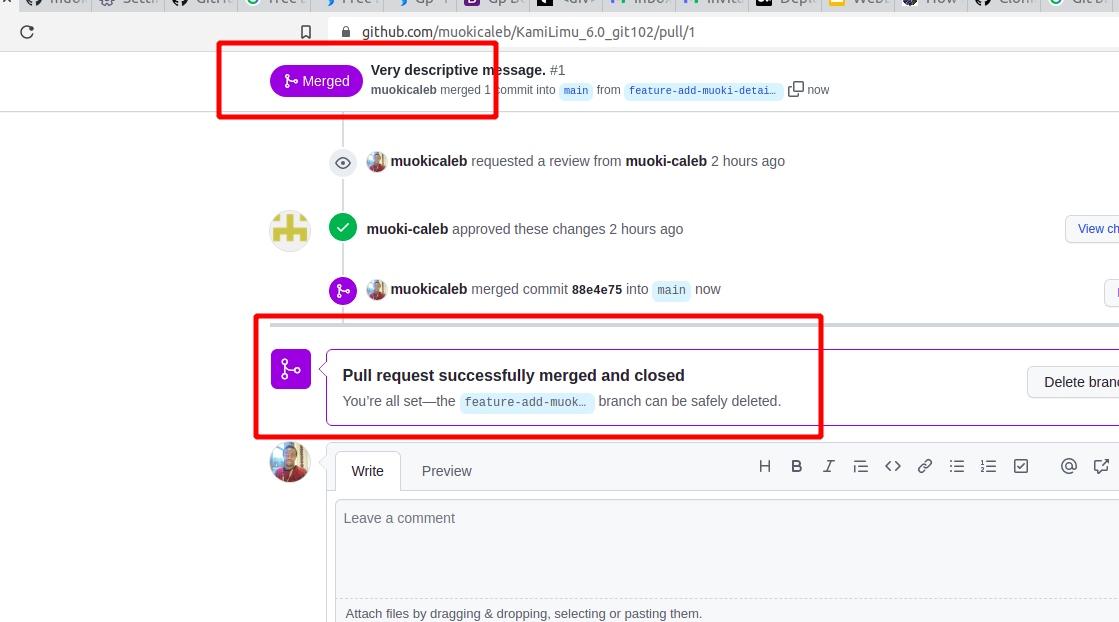 github.com/muokicaleb/KamiLimu_6.0_git102/pull/1
Merged
Very descriptive message. #1
muokicaleb merged 1 commit into main from feature-add-muoki-detai… now
muokicaleb requested a review from muoki-caleb 2 hours ago
muoki-caleb approved these changes 2 hours ago
View ch
muokicaleb merged commit 88e4e75 into main now
Pull request successfully merged and closed
You’re all set—the feature-add-muok… branch can be safely deleted.
Delete bran
Write Preview
Leave a comment
Attach files by dragging & dropping, selecting or pasting them.